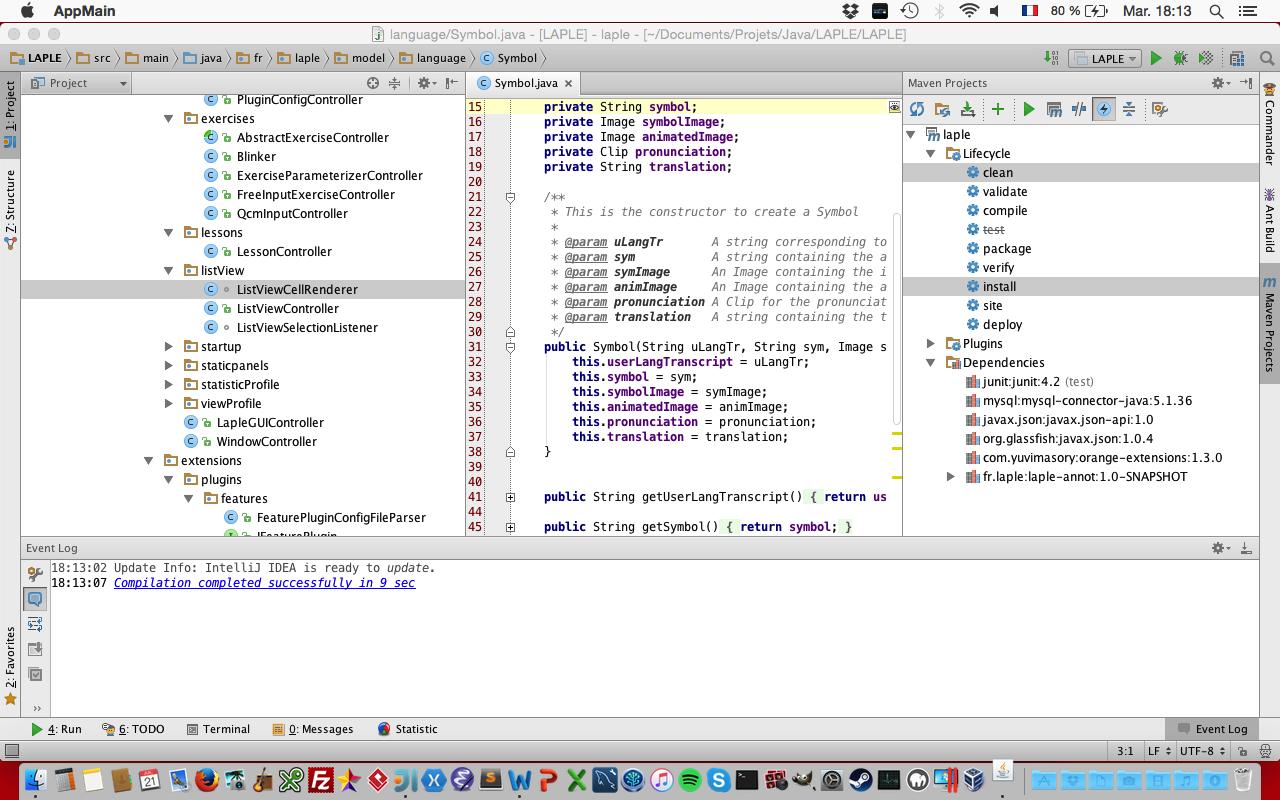 AppMain
80 %
Mar. 18:13
language/Symbol.java - [LAPLE] - laple - [~/Documents/Projets/Java/LAPLE/LAPLE]
LAPLE
src
main
java
fr
laple
model
language
Symbol
LAPLE
Project
Symbol.java
Maven Projects
1: Project
Z: Structure
2: Favorites
PluginConfigController
exercises
AbstractExerciseController
Blinker
ExerciseParameterizerController
FreeInputExerciseController
QcmInputController
lessons
LessonController
listView
ListViewCellRenderer
ListViewController
ListViewSelectionListener
startup
staticpanels
statisticProfile
viewProfile
LapleGUIController
WindowController
extensions
plugins
features
FeaturePluginConfigFileParser
IFeaturePlugin
15 private String symbol;
16 private Image symbolImage;
17 private Image animatedImage;
18 private Clip pronunciation;
19 private String translation;
20
21 /**
22 * This is the constructor to create a Symbol
23 *
24 * @param uLangTr A string corresponding to
25 * @param sym A string containing the a
26 * @param symImage An Image containing the i
27 * @param animImage An Image containing the a
28 * @param pronunciation A Clip for the pronunciat
29 * @param translation A string containing the t
30 */
31 public Symbol(String uLangTr, String sym, Image s
32 this.userLangTranscript = uLangTr;
33 this.symbol = sym;
34 this.symbolImage = symImage;
35 this.animatedImage = animImage;
36 this.pronunciation = pronunciation;
37 this.translation = translation;
38 }
39
40
41 public String getUserLangTranscript() { return us
44
45 public String getSymbol() { return symbol; }
laple
Lifecycle
clean
validate
compile
test
package
verify
install
site
deploy
Plugins
Dependencies
junit:junit:4.2 (test)
mysql:mysql-connector-java:5.1.36
javax.json:javax.json-api:1.0
org.glassfish:javax.json:1.0.4
com.yuvimasory:orange-extensions:1.3.0
fr.laple:laple-annot:1.0-SNAPSHOT
Commander
Ant Build
Maven Projects
Event Log
18:13:02 Update Info: IntelliJ IDEA is ready to update.
18:13:07 Compilation completed successfully in 9 sec
4: Run
6: TODO
Terminal
0: Messages
Statistic
Event Log
3:1
LF
UTF-8